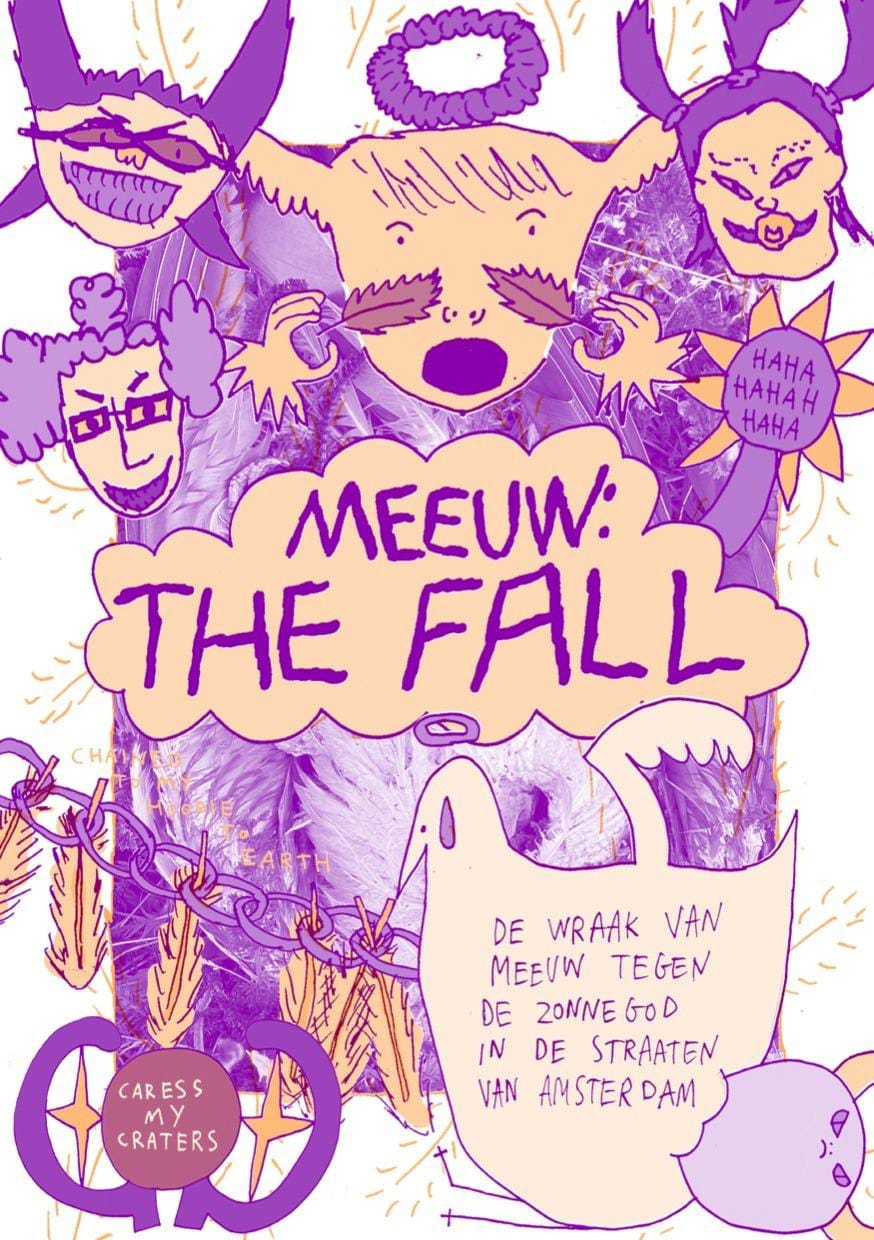 HAHA
HAHAH
HAHA
MEEUW:
THE FALL
CHAINED
TO MY
HOODIE
TO
EARTH
DE WRAAK VAN
MEEUW TEGEN
DE ZONNEGOD
IN DE STRAATEN
VAN AMSTERDAM
CARESS
MY
CRATERS